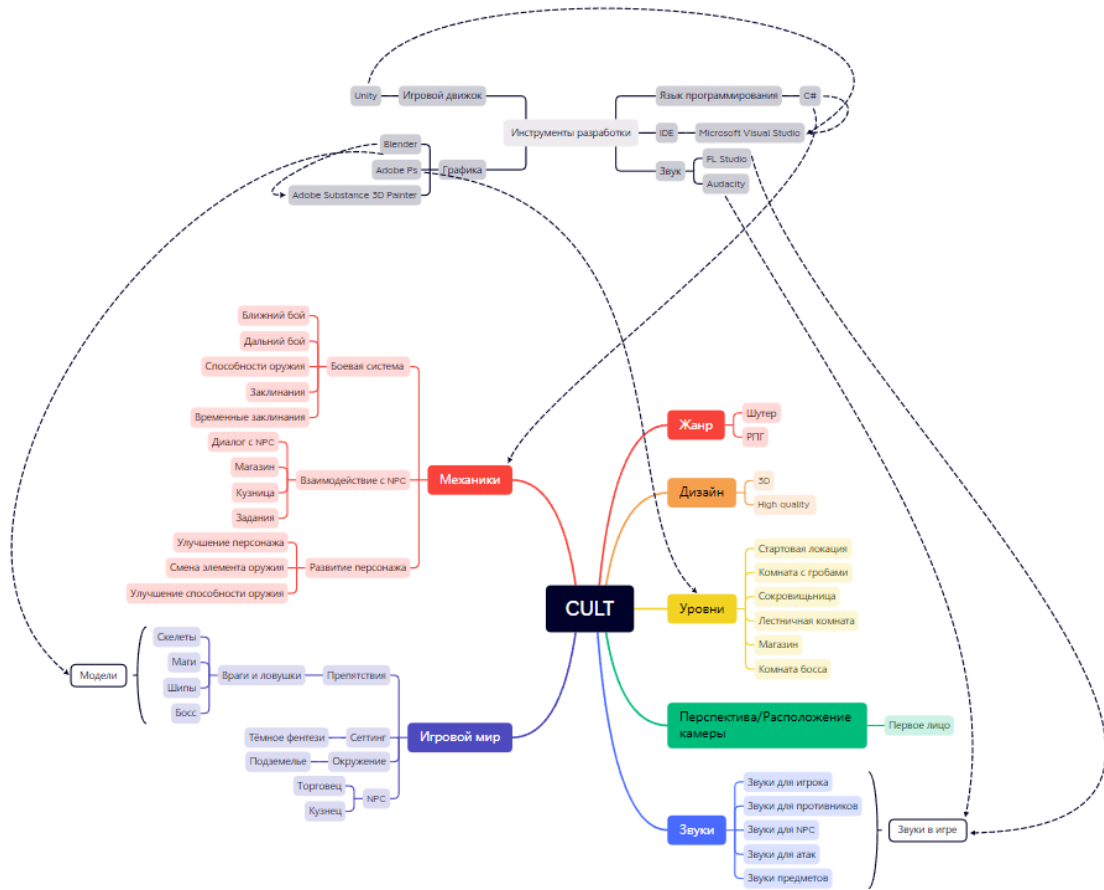 Unity
Игровой движок
Язык программирования
C#
Инструменты разработки
IDE
Microsoft Visual Studio
Blender
Adobe Ps
Графика
Adobe Substance 3D Painter
Звук
FL Studio
Audacity
Ближний бой
Дальний бой
Способности оружия
Боевая система
Заклинания
Временные заклинания
Диалог с NPC
Магазин
Взаимодействие с NPC
Кузница
Задания
Механики
Улучшение персонажа
Смена элемента оружия
Развитие персонажа
Улучшение способности оружия
Жанр
Шутер
РПГ
Дизайн
3D
High quality
CULT
Уровни
Стартовая локация
Комната с гробами
Сокровищьница
Лестничная комната
Магазин
Комната босса
Модели
Скелеты
Маги
Шипы
Босс
Враги и ловушки
Препятствия
Игровой мир
Тёмное фентези
Сеттинг
Подземелье
Окружение
Торговец
NPC
Кузнец
Перспектива/Расположение
камеры
Первое лицо
Звуки
Звуки для игрока
Звуки для противников
Звуки для NPC
Звуки для атак
Звуки предметов
Звуки в игре